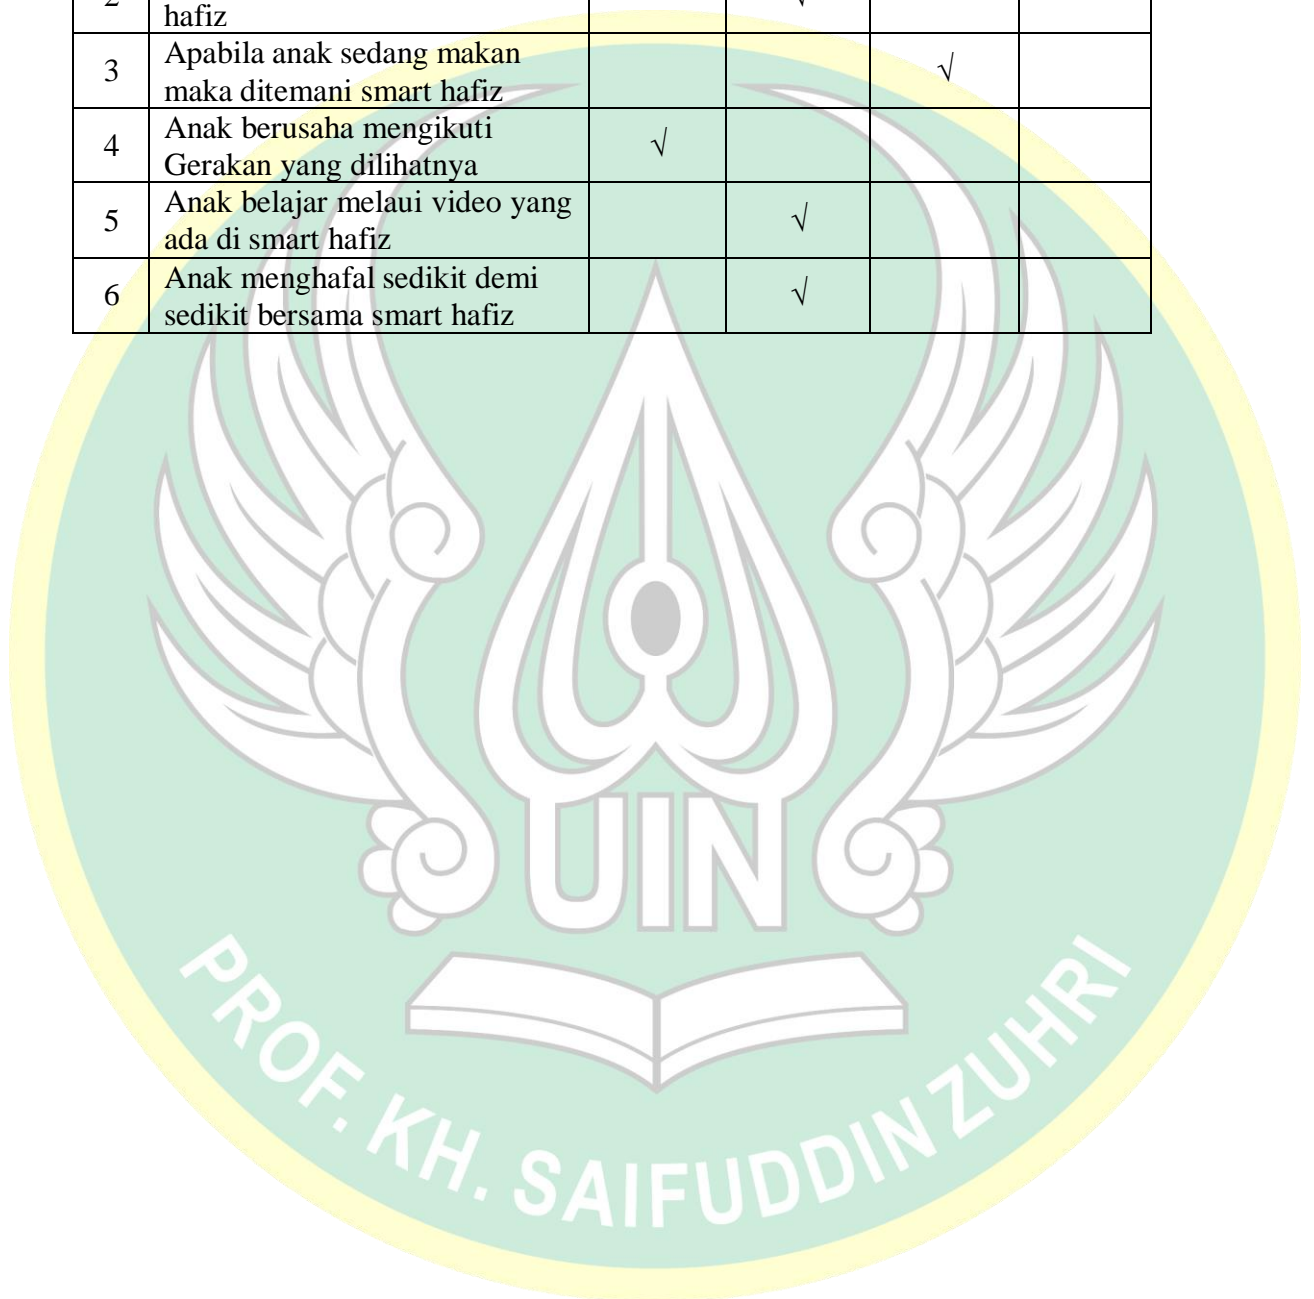 2
hafiz
√
3
Apabila anak sedang makan
maka ditemani smart hafiz
√
4
Anak berusaha mengikuti
Gerakan yang dilihatnya
√
5
Anak belajar melaui video yang
ada di smart hafiz
√
6
Anak menghafal sedikit demi
sedikit bersama smart hafiz
√
UIN
PROF. KH. SAIFUDDIN ZUHRI